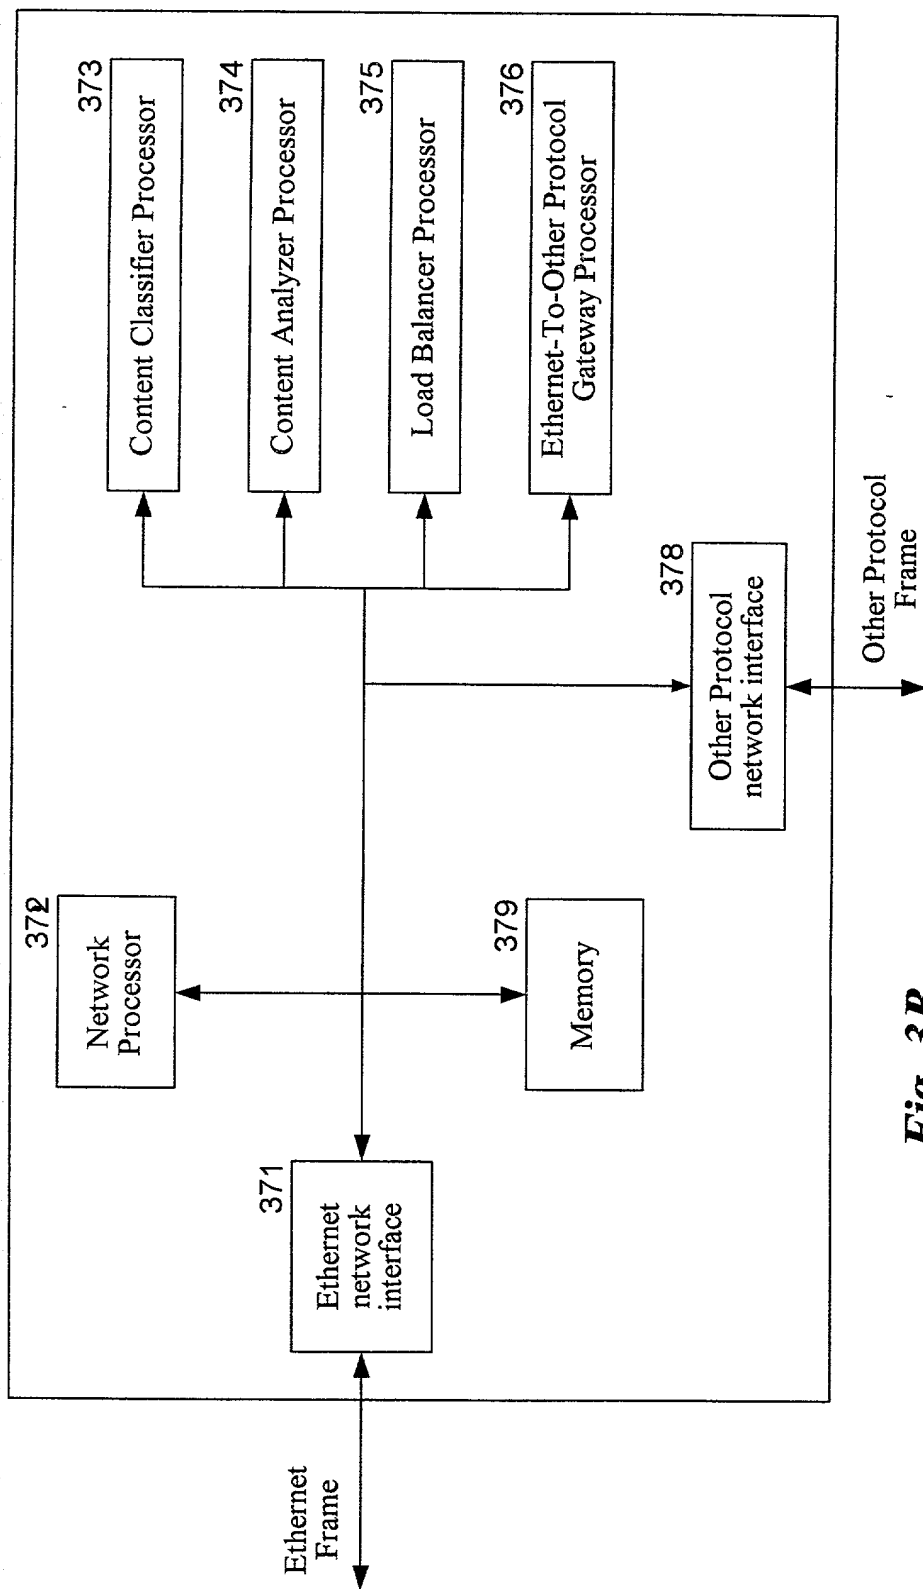 373
Content Classifier Processor
372
Network
Processor
374
Content Analyzer Processor
371
Ethernet
network
interface
Ethernet
Frame
375
Load Balancer Processor
379
Memory
376
Ethernet-To-Other Protocol
Gateway Processor
378
Other Protocol
network interface
Other Protocol
Frame
Fig.